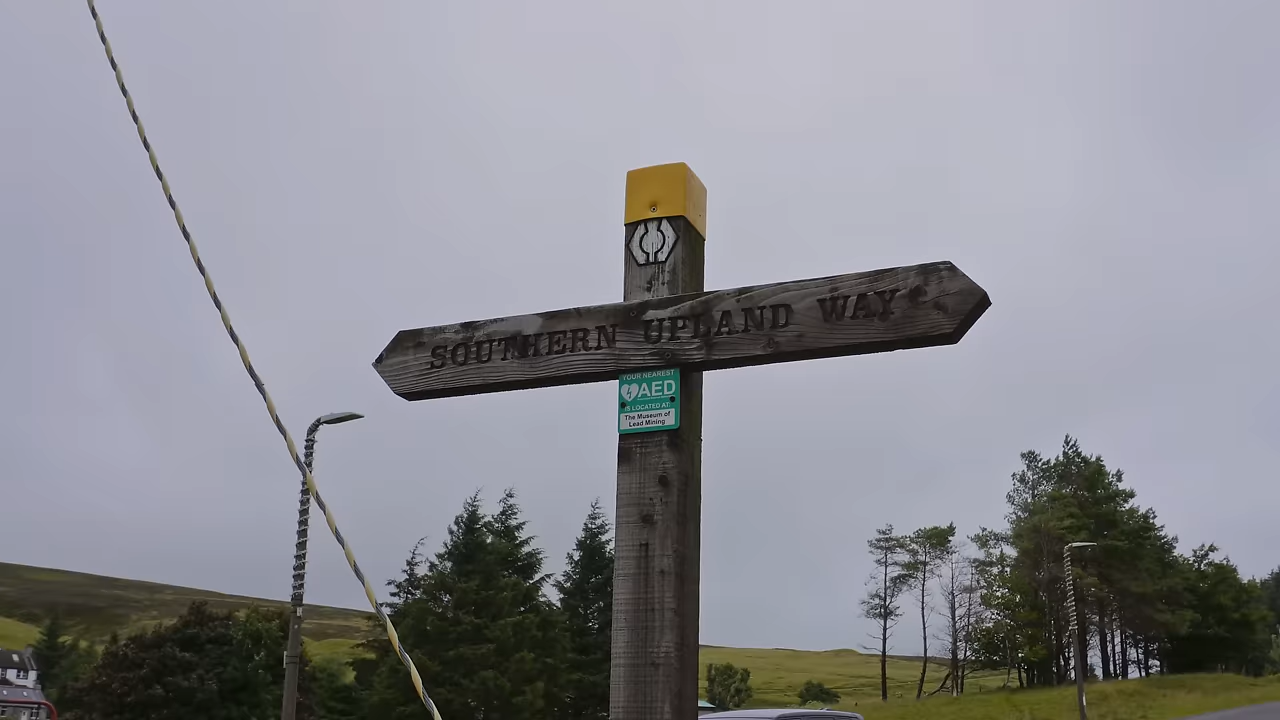 SOUTHERN UPLAND WAY
YOUR NEAREST
AED
IS LOCATED AT:
The Museum of
Lead Mining